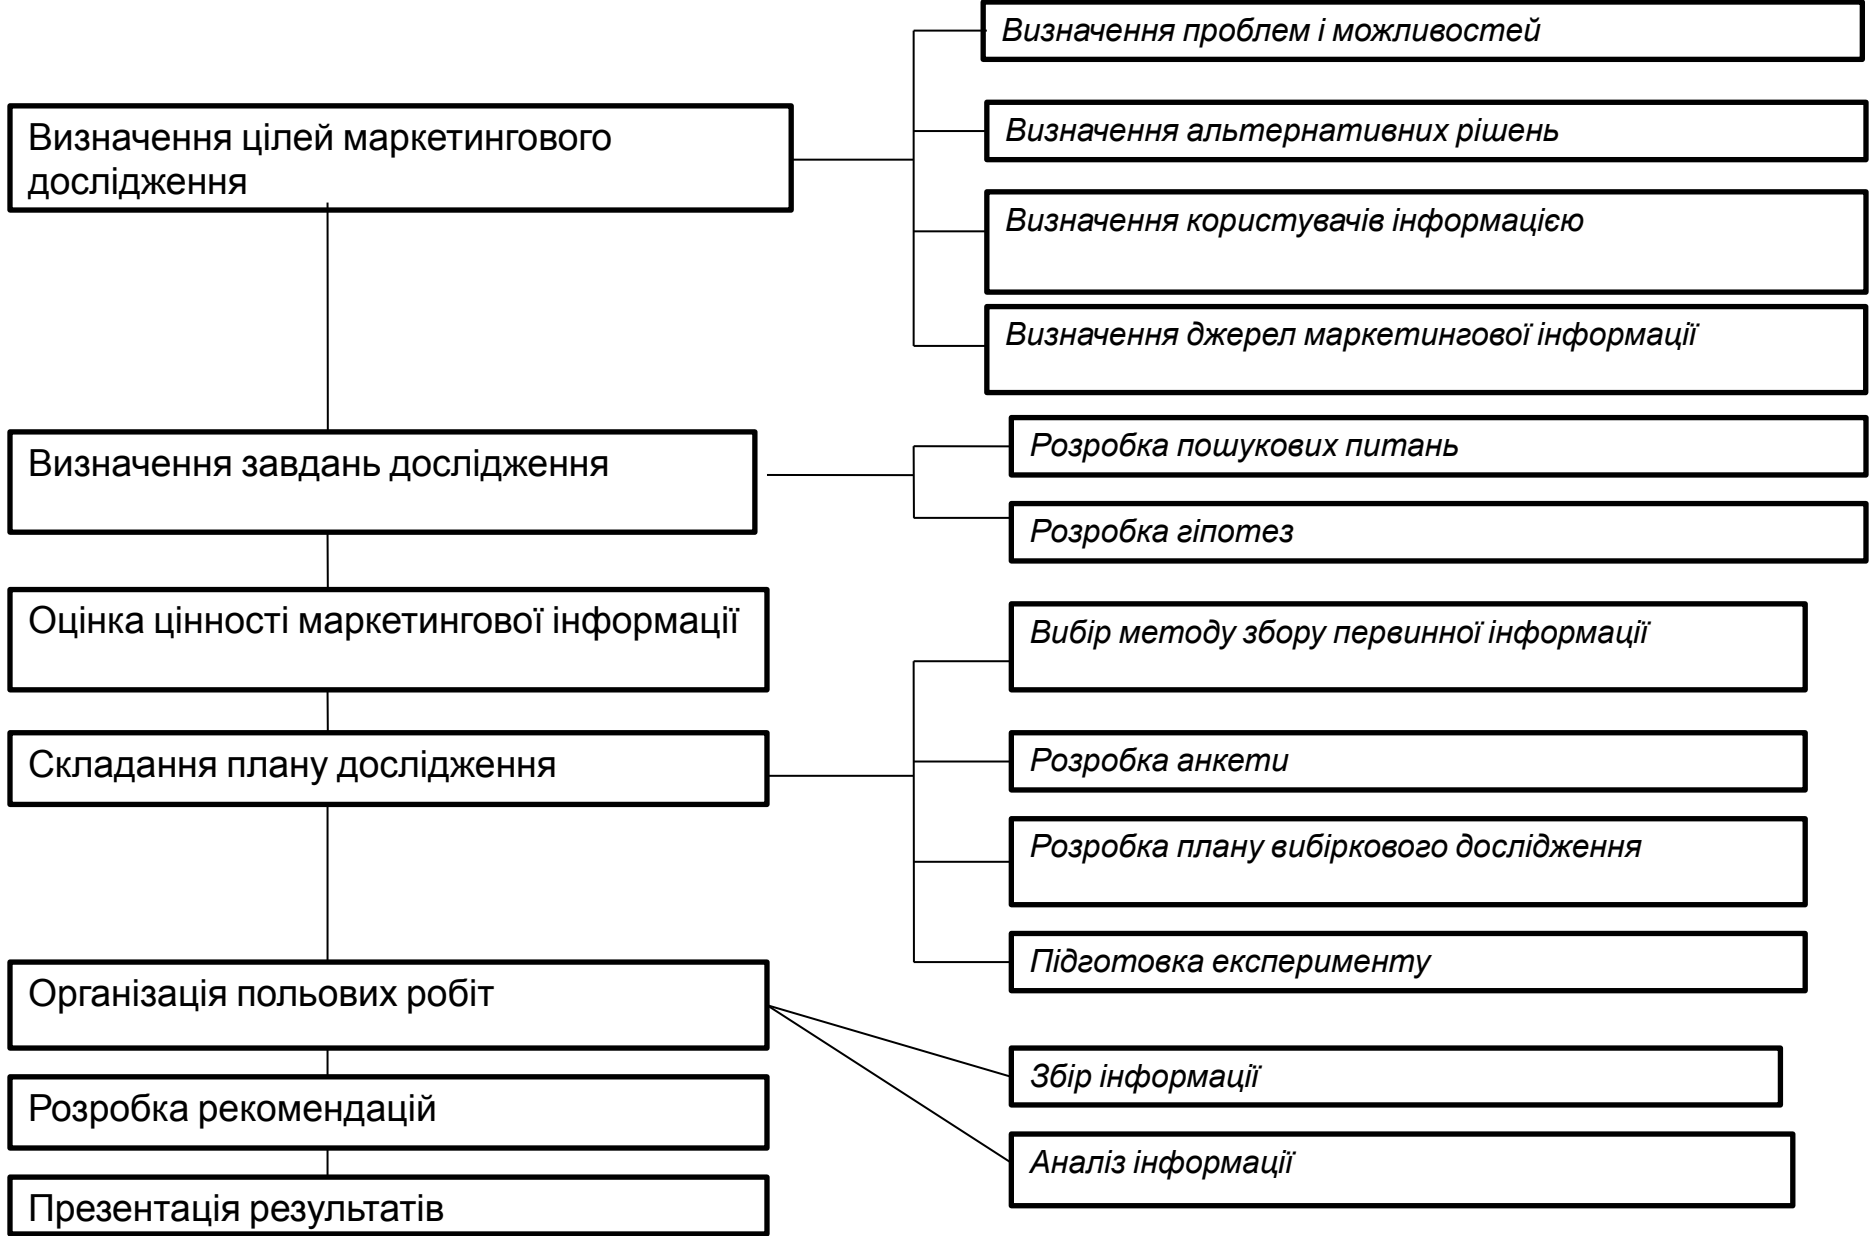 Визначення цілей маркетингового
дослідження
Визначення проблем і можливостей
Визначення альтернативних рішень
Визначення користувачів інформацією
Визначення джерел маркетингової інформації
Визначення завдань дослідження
Розробка пошукових питань
Розробка гіпотез
Оцінка цінності маркетингової інформації
Складання плану дослідження
Вибір методу збору первинної інформації
Розробка анкети
Розробка плану вибіркового дослідження
Підготовка експерименту
Організація польових робіт
Збір інформації
Аналіз інформації
Розробка рекомендацій
Презентація результатів